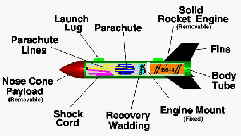 Launch
Lug
Parachute
Solid
Rocket Engine
(Removable)
Parachute
Lines
Fins
Nose Cone
Payload
(Removable)
Body
Tube
Shock
Cord
Recovery
Wadding
Engine Mount
(Fixed)